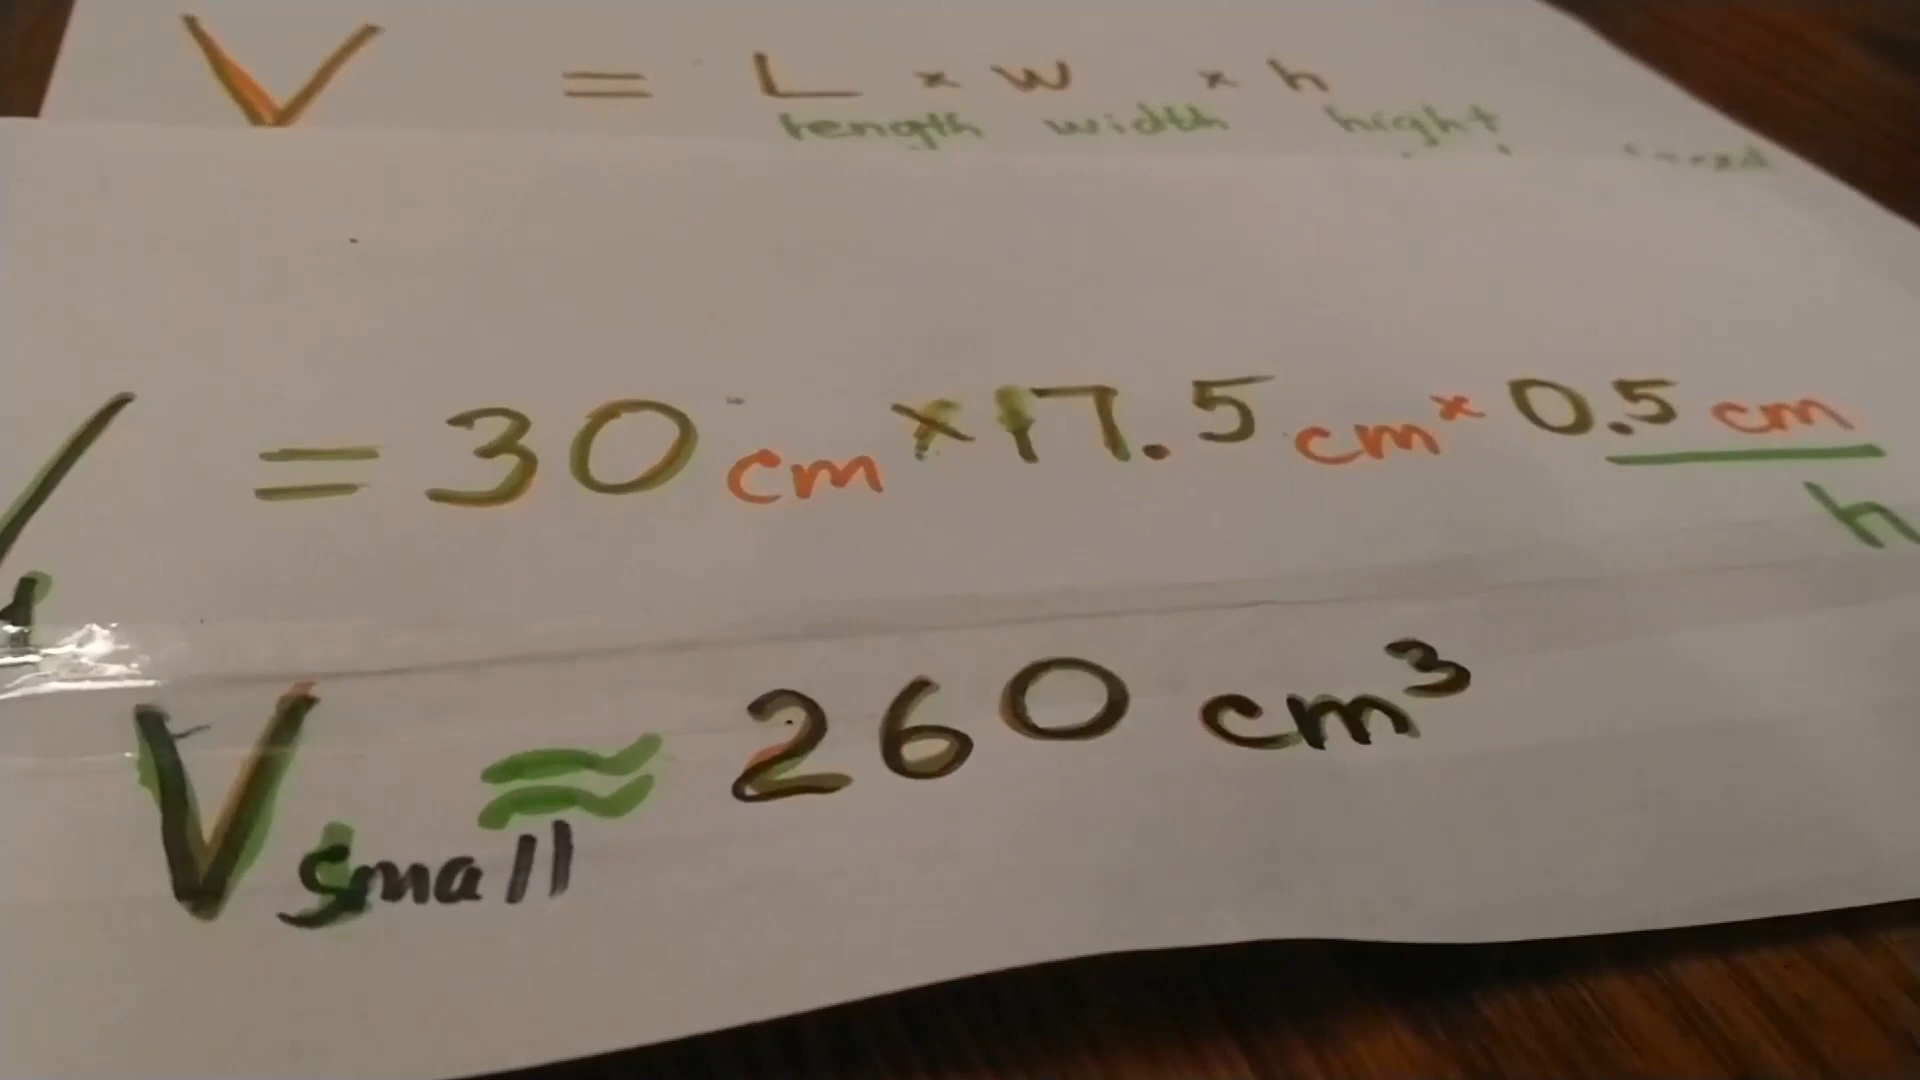 V = L × w × h
length width hight
V = 30 cm × 17.5 cm × 0.5 cm
h
V small ≈ 260 cm³